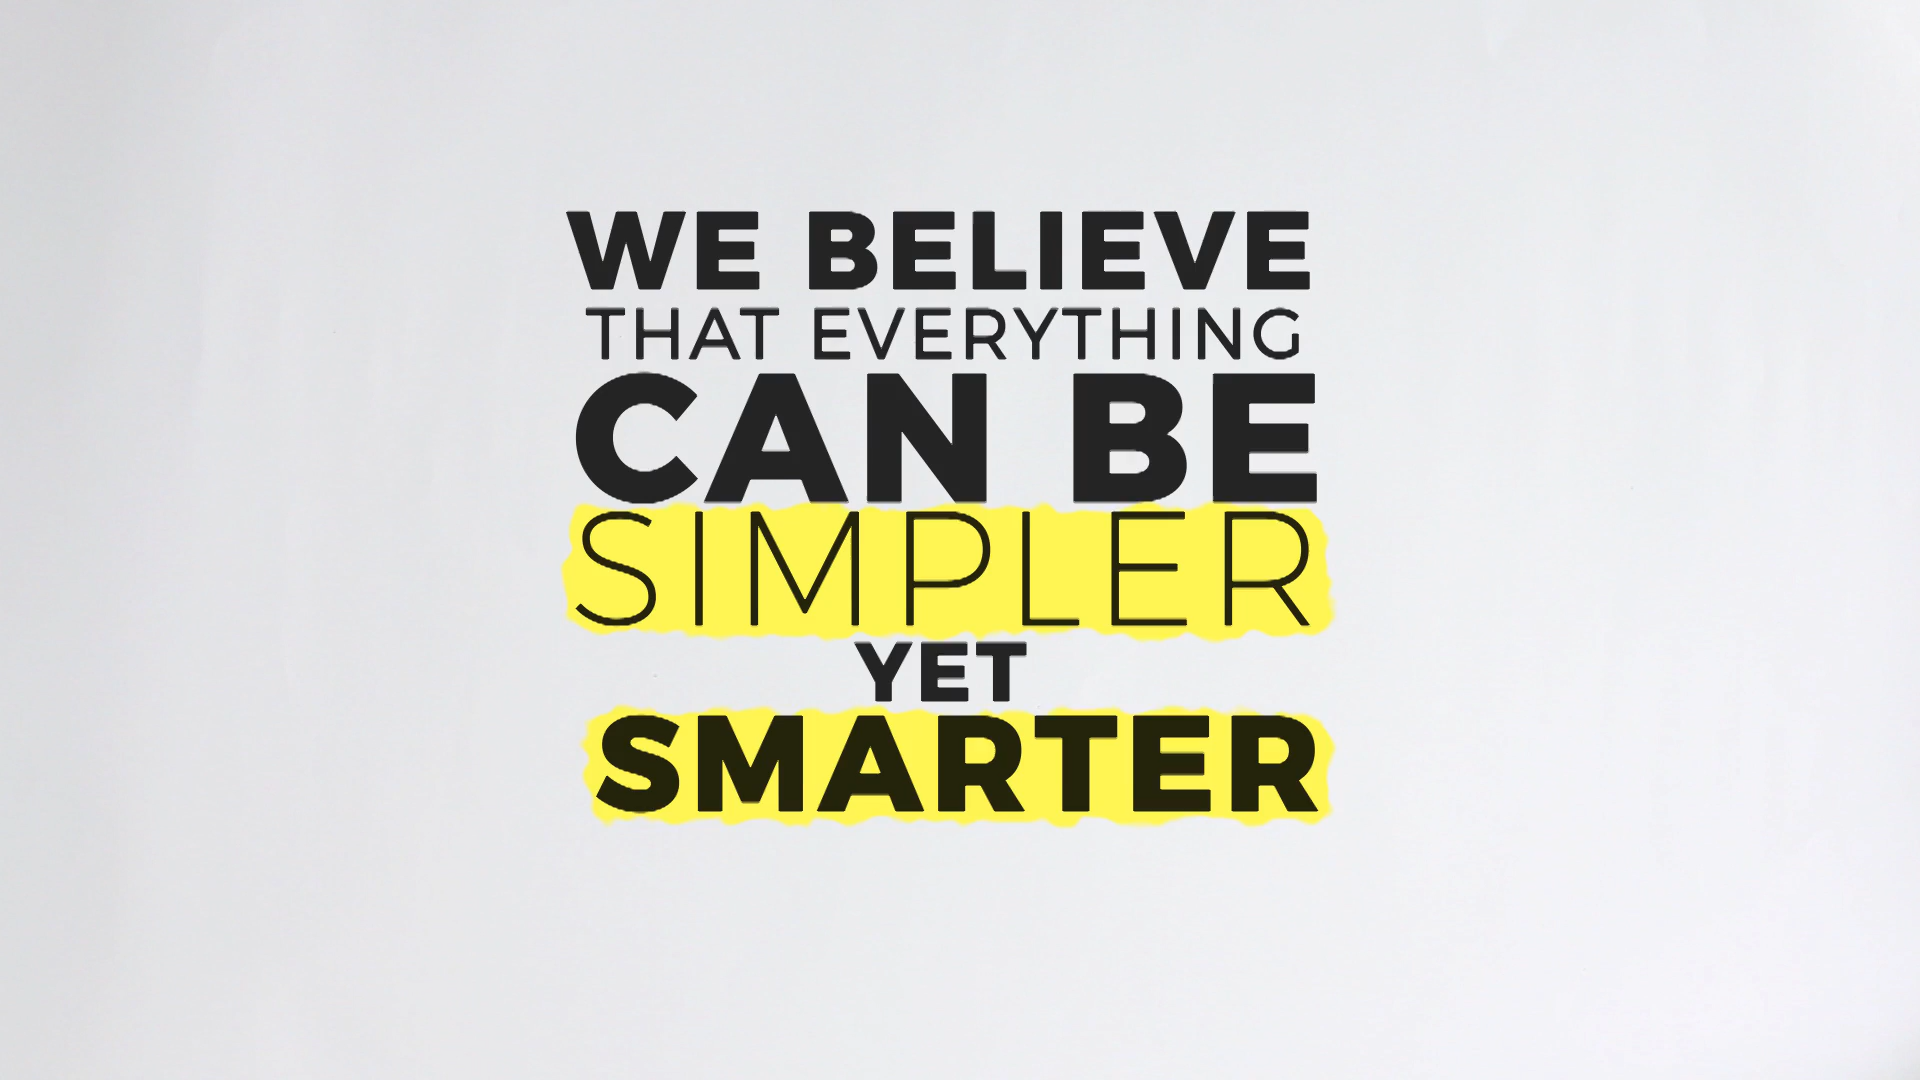 WE BELIEVE
THAT EVERYTHING
CAN BE
SIMPLER
YET
SMARTER